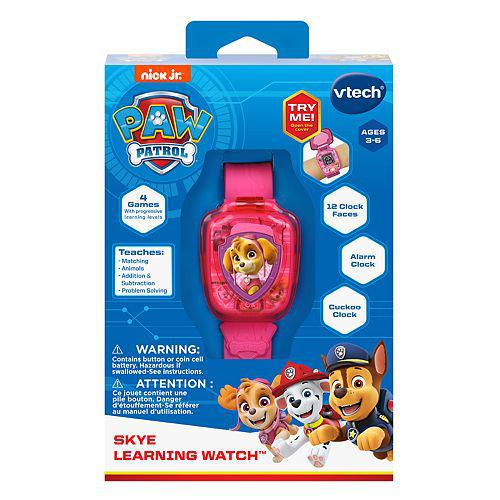 nick jr.
PAW
PATROL
TRY
ME!
Open the
cover
vtech
AGES
3-6
4
Games
With progressive
learning levels
12 Clock
Faces
Teaches:
• Matching
• Animals
• Addition &
Subtraction
• Problem Solving
Alarm
Clock
Cuckoo
Clock
⚠ WARNING:
Contains button or coin cell
battery. Hazardous if
swallowed-See instructions.
⚠ ATTENTION :
Ce jouet contient une
pile bouton. Danger
d'étouffement-Se référer
au manuel d'utilisation.
SKYE
LEARNING WATCH™